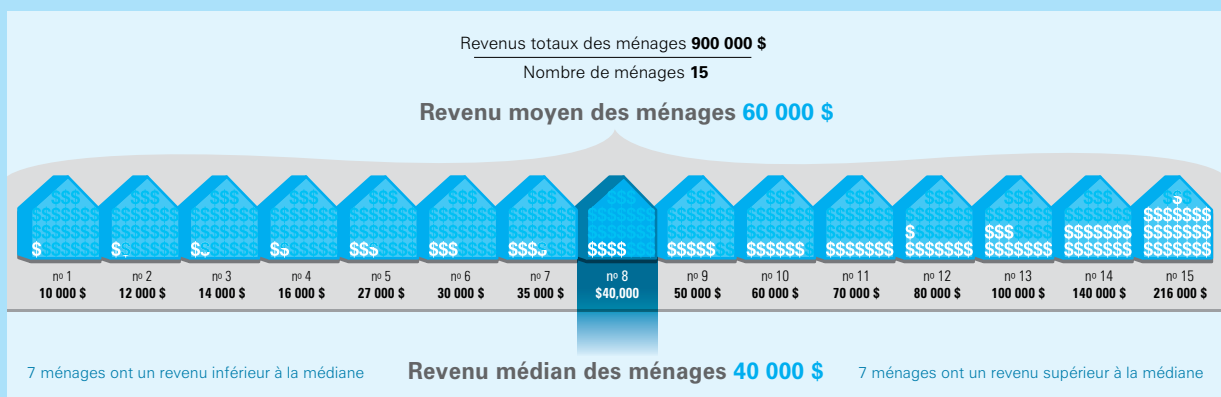 Revenus totaux des ménages 900 000 $
Nombre de ménages 15
Revenu moyen des ménages 60 000 $
nº 1 nº 2 nº 3 nº 4 nº 5 nº 6 nº 7 nº 8 nº 9 nº 10 nº 11 nº 12 nº 13 nº 14 nº 15
10 000 $ 12 000 $ 14 000 $ 16 000 $ 27 000 $ 30 000 $ 35 000 $ $40,000 50 000 $ 60 000 $ 70 000 $ 80 000 $ 100 000 $ 140 000 $ 216 000 $
7 ménages ont un revenu inférieur à la médiane Revenu médian des ménages 40 000 $ 7 ménages ont un revenu supérieur à la médiane